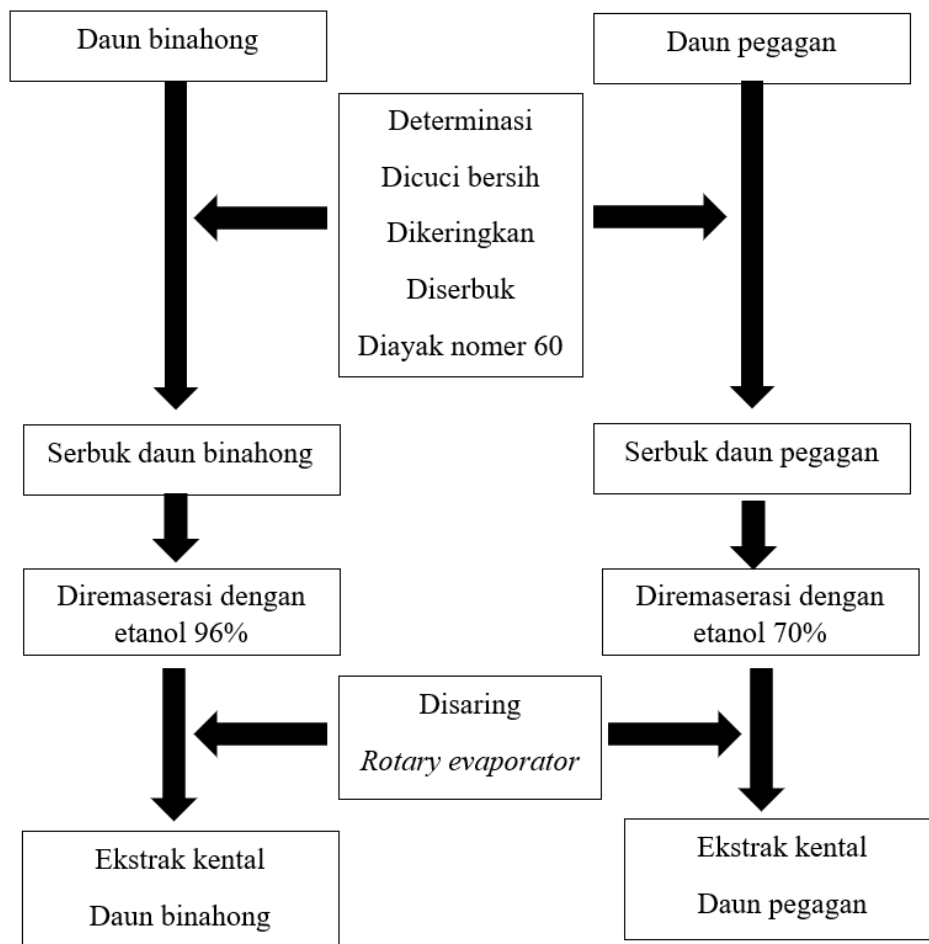 Daun binahong
Daun pegagan
Determinasi
Dicuci bersih
Dikeringkan
Diserbuk
Diayak nomer 60
Serbuk daun binahong
Serbuk daun pegagan
Diremaserasi dengan
etanol 96%
Diremaserasi dengan
etanol 70%
Disaring
Rotary evaporator
Ekstrak kental
Daun binahong
Ekstrak kental
Daun pegagan